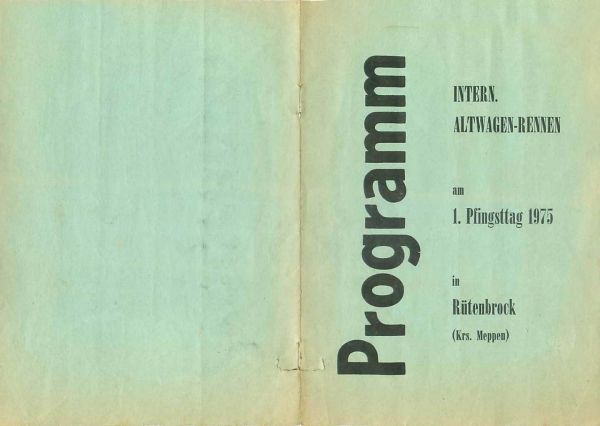 Programm
INTERN.
ALTWAGEN-RENNEN
am
1. Pfingsttag 1975
in
Rütenbrock
(Krs. Meppen)